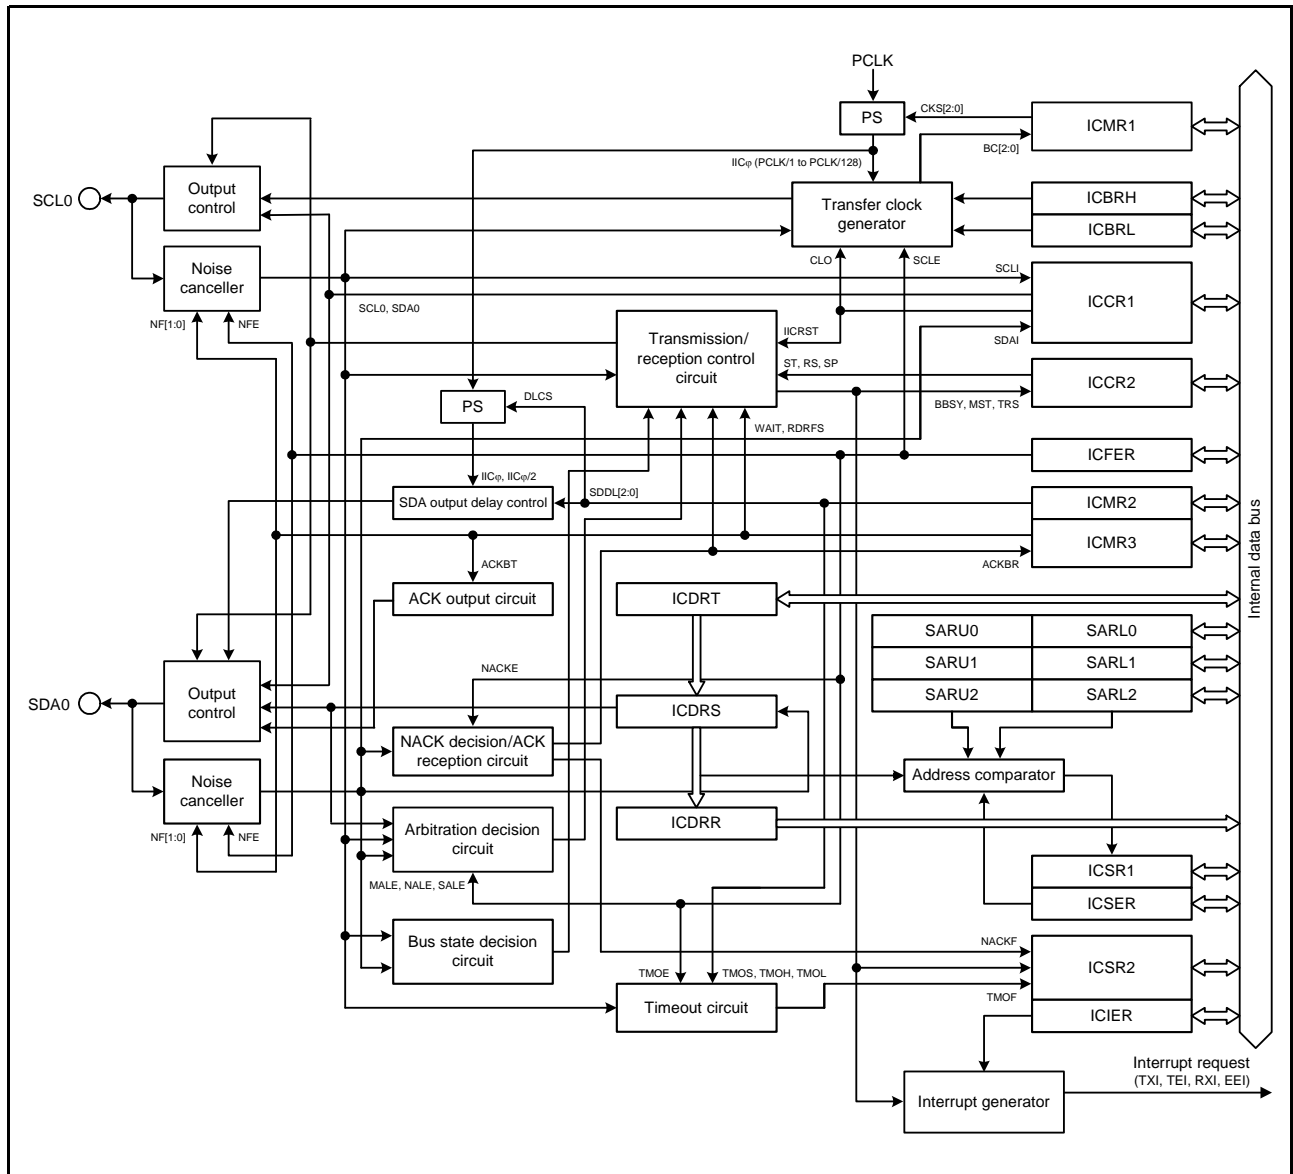 PCLK
PS
CKS[2:0]
ICMR1
BC[2:0]
IICφ (PCLK/1 to PCLK/128)
SCL0
Output
control
Transfer clock
generator
ICBRH
ICBRL
Noise
canceller
CLO
SCLE
SCLI
ICCR1
SCL0, SDA0
NF[1:0]
NFE
Transmission/
reception control
circuit
IICRST
SDAI
ST, RS, SP
ICCR2
BBSY, MST, TRS
PS
DLCS
WAIT, RDRFS
ICFER
IICφ, IICφ/2
SDA output delay control
SDDL[2:0]
ICMR2
ICMR3
ACKBR
ACKBT
ACK output circuit
ICDRT
Internal data bus
SARU0
SARL0
SARU1
SARL1
SARU2
SARL2
NACKE
SDA0
Output
control
ICDRS
NACK decision/ACK
reception circuit
Address comparator
Noise
canceller
ICDRR
NF[1:0]
NFE
Arbitration decision
circuit
MALE, NALE, SALE
ICSR1
ICSER
Bus state decision
circuit
NACKF
ICSR2
TMOE
TMOS, TMOH, TMOL
Timeout circuit
TMOF
ICIER
Interrupt request
(TXI, TEI, RXI, EEI)
Interrupt generator